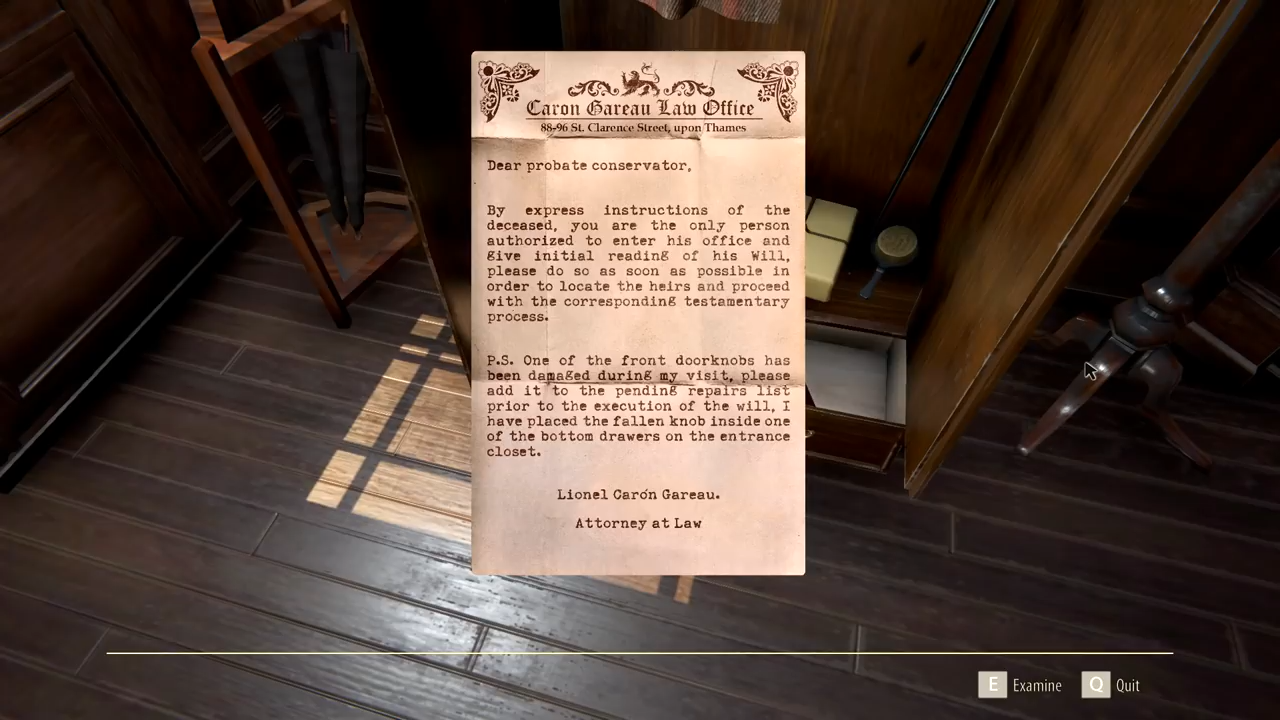 Caron Gareau Law Office
88-96 St. Clarence Street, upon Thames
Dear probate conservator,
By express instructions of the
deceased, you are the only person
authorized to enter his office and
give initial reading of his Will,
please do so as soon as possible in
order to locate the heirs and proceed
with the corresponding testamentary
process.
P.S. One of the front doorknobs has
been damaged during my visit, please
add it to the pending repairs list
prior to the execution of the will, I
have placed the fallen knob inside one
of the bottom drawers on the entrance
closet.
Lionel Carón Gareau.
Attorney at Law
E Examine Q Quit